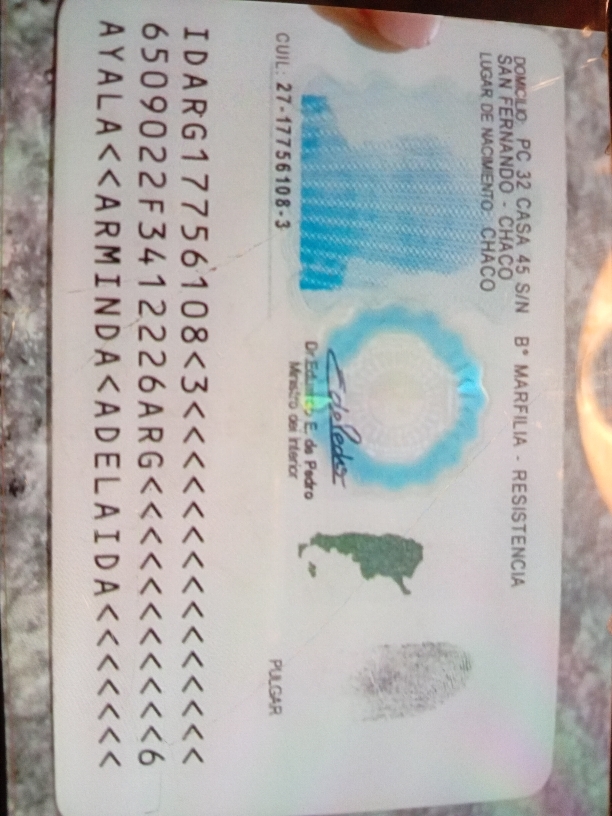 DOMICILIO: PC 32 CASA 45 S/N B° MARFILIA - RESISTENCIA
SAN FERNANDO - CHACO
LUGAR DE NACIMIENTO: CHACO
Dr. Eduardo E. de Pedro
Ministro del Interior
CUIL: 27-17756108-3
PULGAR
IDARG17756108<3<<<<<<<<<<<<<<<
6509022F3412226ARG<<<<<<<<<<<6
AYALA<<ARMINDA<ADELAIDA<<<<<<<